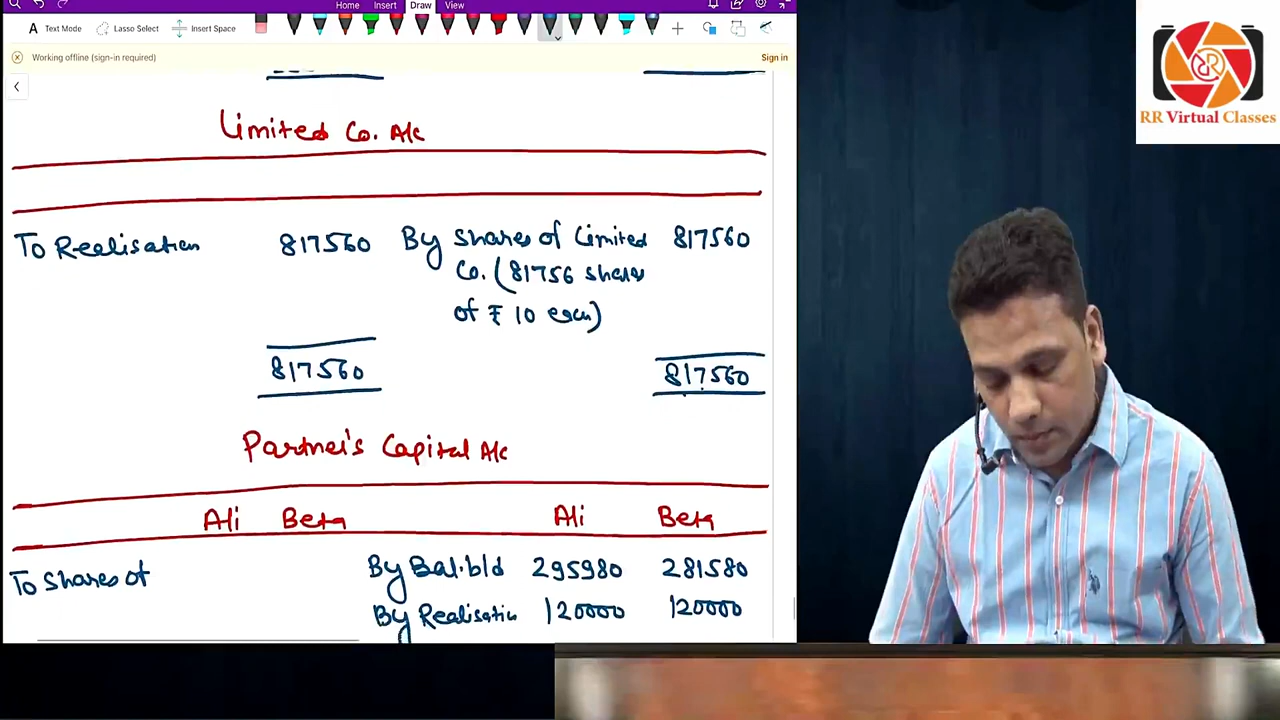 Home Insert Draw View
Text Mode Lasso Select Insert Space
Working offline (sign-in required) Sign in
RR Virtual Classes
Limited Co. A/c
To Realisation 817560 By Shares of Limited 817560
Co. (81756 shares
of ₹ 10 each)
817560 817560
Partner's Capital A/c
Ali Beta Ali Beta
To Shares of By Bal. b/d 295980 281580
By Realisation 120000 120000